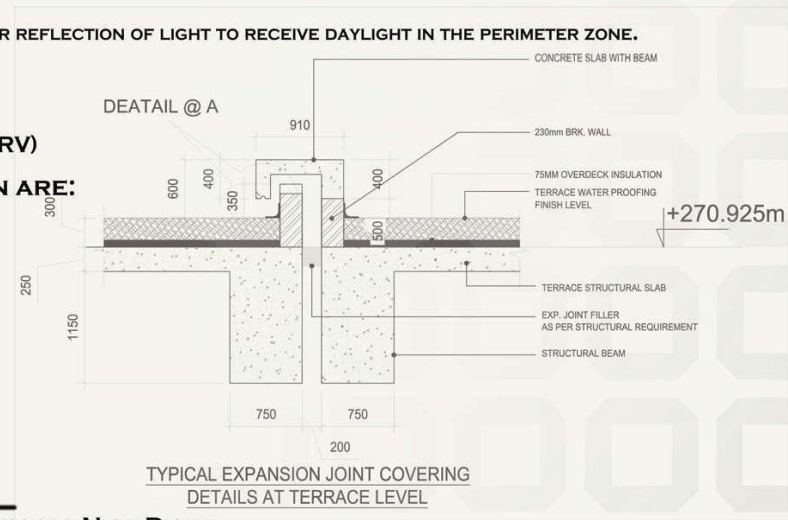 R REFLECTION OF LIGHT TO RECEIVE DAYLIGHT IN THE PERIMETER ZONE.
CONCRETE SLAB WITH BEAM
DEATAIL @ A
910
230mm BRK. WALL
RV)
N ARE:
600
400
350
400
75MM OVERDECK INSULATION
TERRACE WATER PROOFING
FINISH LEVEL
300
+270.925m
500
250
TERRACE STRUCTURAL SLAB
1150
EXP. JOINT FILLER
AS PER STRUCTURAL REQUIREMENT
STRUCTURAL BEAM
750
750
200
TYPICAL EXPANSION JOINT COVERING
DETAILS AT TERRACE LEVEL